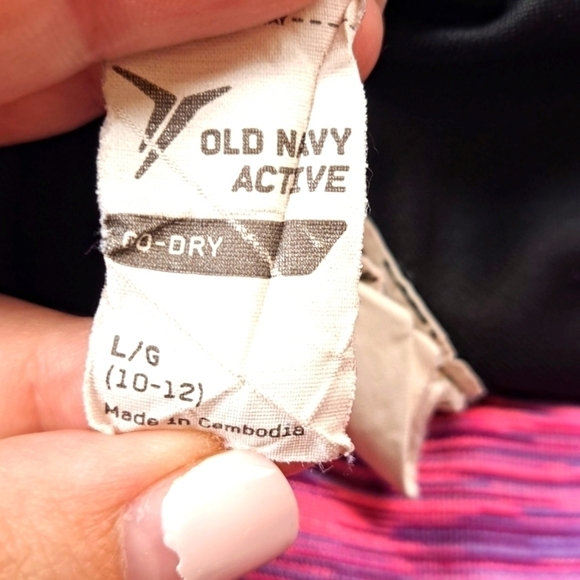 OLD NAVY
ACTIVE
GO-DRY
L/G
(10-12)
Made in Cambodia